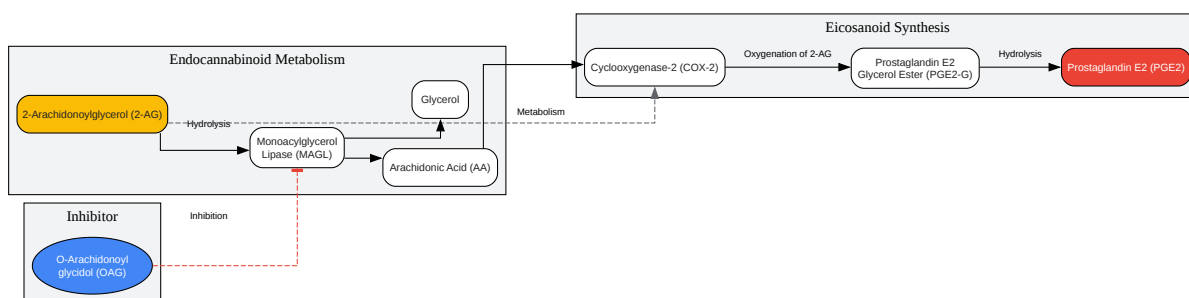 Eicosanoid Synthesis
Cyclooxygenase-2 (COX-2)
Oxygenation of 2-AG
Prostaglandin E2
Glycerol Ester (PGE2-G)
Hydrolysis
Prostaglandin E2 (PGE2)
Endocannabinoid Metabolism
2-Arachidonoylglycerol (2-AG)
Hydrolysis
Monoacylglycerol
Lipase (MAGL)
Glycerol
Arachidonic Acid (AA)
Metabolism
Inhibitor
O-Arachidonoyl
glycidol (OAG)
Inhibition